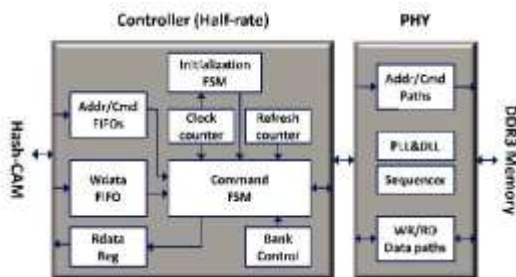 Controller (Half-rate)
PHY
Initialization
FSM
Addr/Cmd
FIFOs
Clock
counter
Refresh
counter
Addr/Cmd
Paths
Hash-CAM
Wdata
FIFO
Command
FSM
PLL&DLL
Sequencer
DDR3 Memory
Rdata
Reg
Bank
Control
WR/RD
Data paths